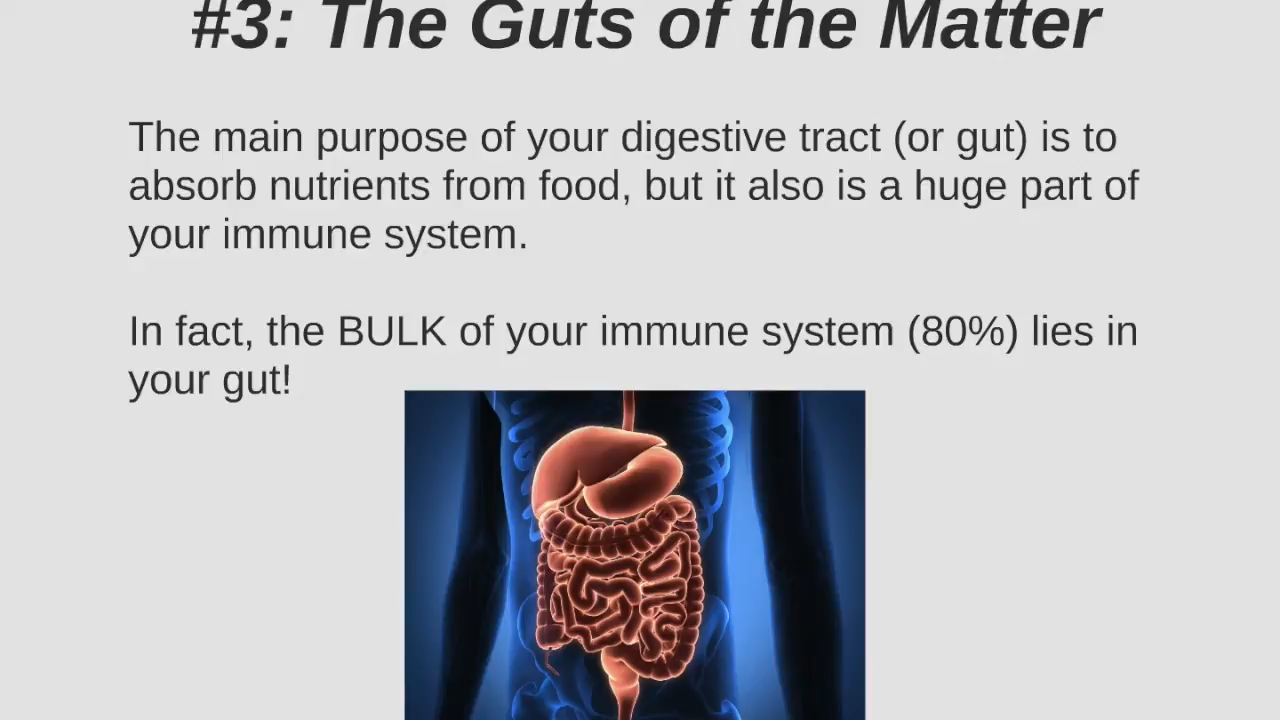 #3: The Guts of the Matter
The main purpose of your digestive tract (or gut) is to
absorb nutrients from food, but it also is a huge part of
your immune system.
In fact, the BULK of your immune system (80%) lies in
your gut!